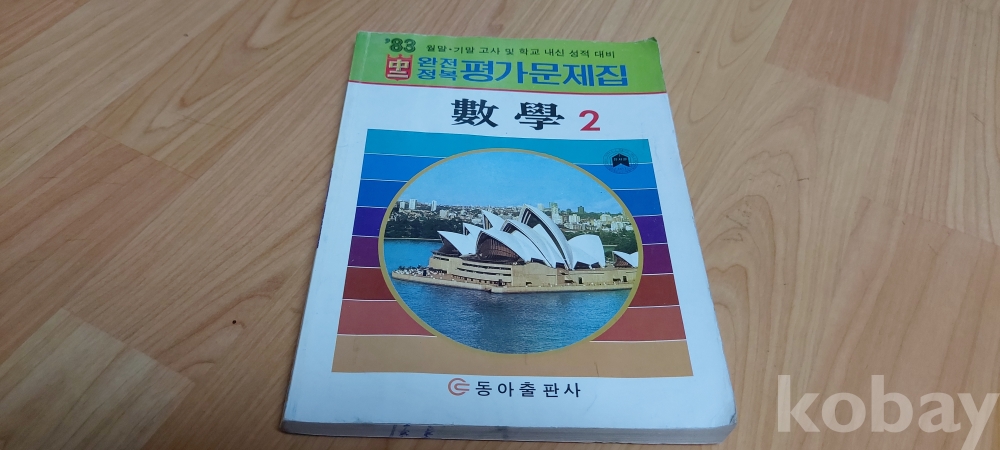 '83 월말·기말 고사 및 학교 내신 성적 대비
中二 완전정복 평가문제집
數學 2
동아출판사
kobay